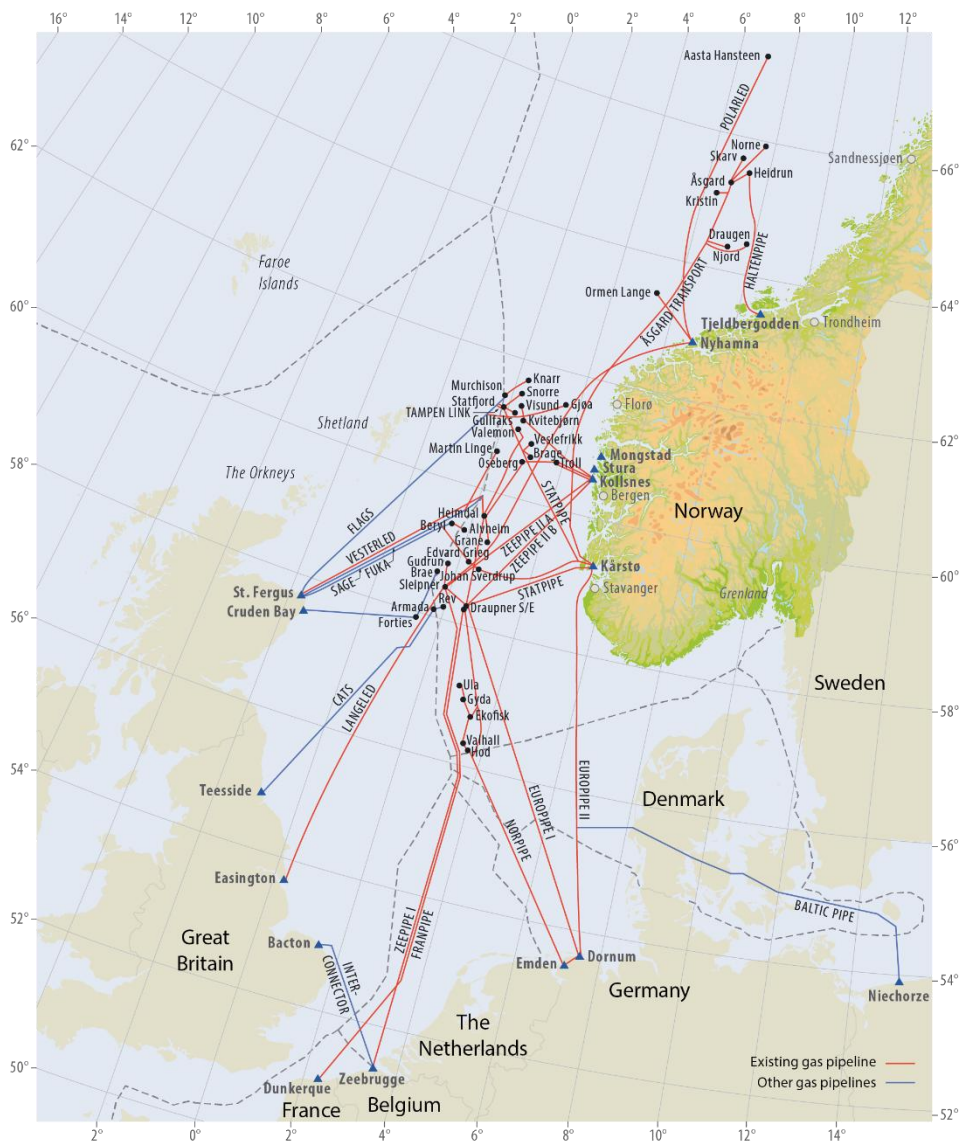 16°
14°
12°
10°
8°
6°
4°
2°
0°
2°
4°
6°
8°
10°
12°
Aasta Hansteen
POLARLED
62°
Norne
Skarv
Sandnessjøen
66°
Åsgard
Heidrun
Kristin
Draugen
Njord
HALTENPIPE
Faroe
Islands
Ormen Lange
ÅSGARD TRANSPORT
60°
64°
Tjeldbergodden
Trondheim
Nyhamna
Knarr
Murchison
Snorre
Statfjord
Visund
Gjøa
Florø
TAMPEN LINK
Gullfaks
Kvitebjørn
Shetland
Valemon
Veslefrikk
62°
Martin Linge
Brage
Mongstad
58°
Oseberg
Troll
Stura
The Orkneys
Kollsnes
Bergen
Norway
FLAGS
STATPIPE
Heimdal
Beryl
Alvheim
ZEEPIPE II A
ZEEPIPE II B
VESTERLED
Grane
SAGE
FUKA
Edvard Grieg
Gudrun
Kårstø
60°
Brae
Johan Sverdrup
STATPIPE
Sleipner
Stavanger
Grenland
St. Fergus
56°
Rev
Cruden Bay
Armada
Draupner S/E
Forties
CATS
LANGELED
Ula
Sweden
Gyda
58°
Ekofisk
Valhall
Hod
54°
Teesside
EUROPIPE II
Denmark
EUROPIPE I
NORPIPE
56°
Easington
52°
BALTIC PIPE
Great
Britain
Bacton
ZEEPIPE I
FRANPIPE
INTER-
CONNECTOR
Emden
Dornum
54°
Germany
Niechorze
The
Netherlands
50°
Existing gas pipeline
Other gas pipelines
Dunkerque
Zeebrugge
France
Belgium
52°
2°
0°
2°
4°
6°
8°
10°
12°
14°